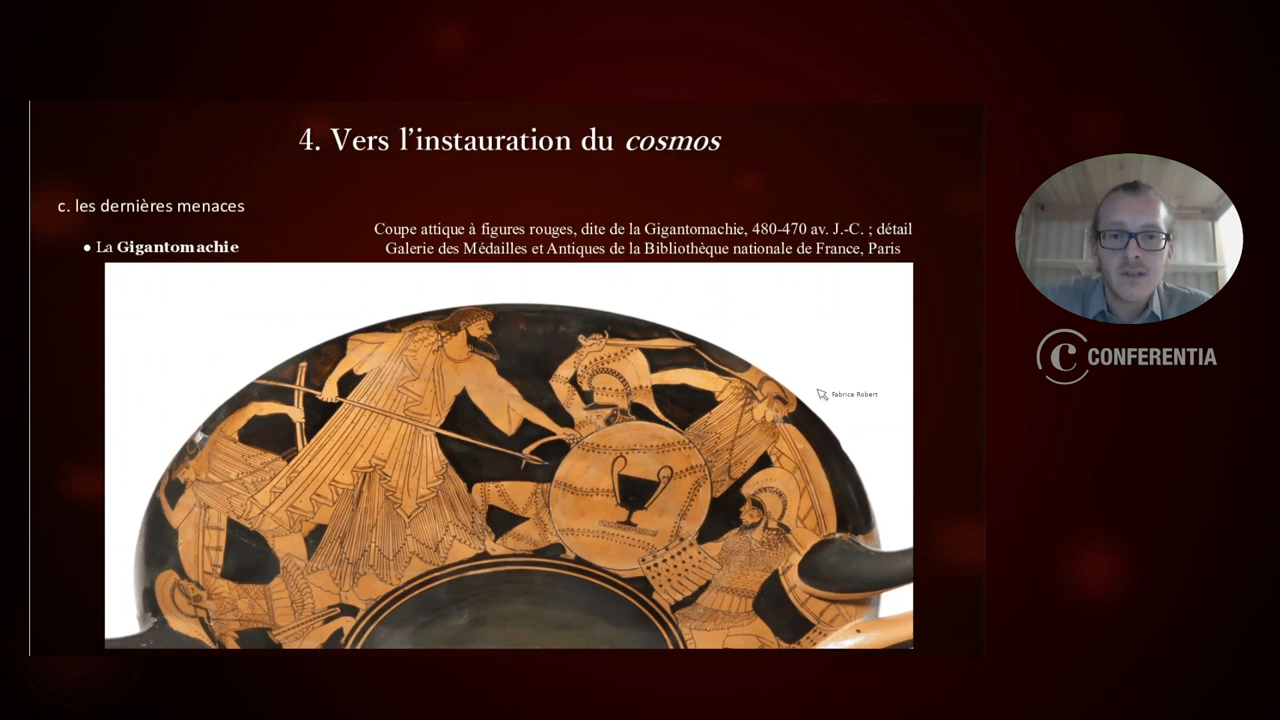 4. Vers l'instauration du cosmos
c. les dernières menaces
● La Gigantomachie
Coupe attique à figures rouges, dite de la Gigantomachie, 480-470 av. J.-C. ; détail
Galerie des Médailles et Antiques de la Bibliothèque nationale de France, Paris
Fabrice Robert
C CONFERENTIA